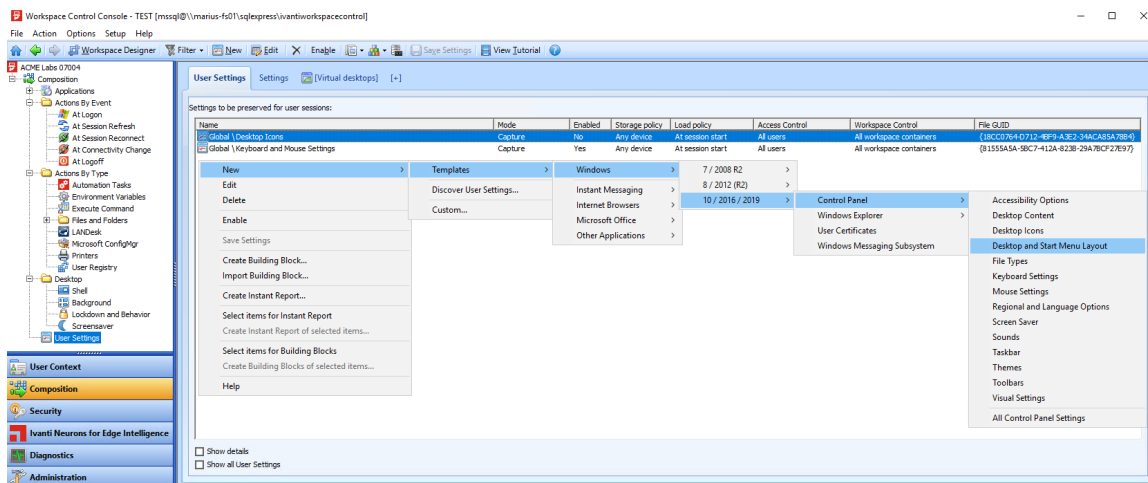 Workspace Control Console - TEST [mssql@\\marius-fs01\sqlexpress\ivantiworkspacecontrol]
File Action Options Setup Help
Workspace Designer Filter New Edit Enable Save Settings View Tutorial
ACME Labs 07004
Composition
Applications
Actions By Event
At Logon
At Session Refresh
At Session Reconnect
At Connectivity Change
At Logoff
Actions By Type
Automation Tasks
Environment Variables
Execute Command
Files and Folders
LANDesk
Microsoft ConfigMgr
Printers
User Registry
Desktop
Shell
Background
Lockdown and Behavior
Screensaver
User Settings
User Context
Composition
Security
Ivanti Neurons for Edge Intelligence
Diagnostics
Administration
User Settings Settings [Virtual desktops] [+]
Settings to be preserved for user sessions:
Name Mode Enabled Storage policy Load policy Access Control Workspace Control File GUID
Global \Desktop Icons Capture No Any device At session start All users All workspace containers {18CC0764-D712-4BF9-A3E2-34ACA85A78B4}
Global \Keyboard and Mouse Settings Capture Yes Any device At session start All users All workspace containers {81555A5A-5BC7-412A-823B-29A7BCF27E97}
New
Edit
Delete
Enable
Save Settings
Create Building Block...
Import Building Block...
Create Instant Report...
Select items for Instant Report
Create Instant Report of selected items...
Select items for Building Blocks
Create Building Blocks of selected items...
Help
Templates
Discover User Settings...
Custom...
Windows
Instant Messaging
Internet Browsers
Microsoft Office
Other Applications
7 / 2008 R2
8 / 2012 (R2)
10 / 2016 / 2019
Control Panel
Windows Explorer
User Certificates
Windows Messaging Subsystem
Accessibility Options
Desktop Content
Desktop Icons
Desktop and Start Menu Layout
File Types
Keyboard Settings
Mouse Settings
Regional and Language Options
Screen Saver
Sounds
Taskbar
Themes
Toolbars
Visual Settings
All Control Panel Settings
Show details
Show all User Settings